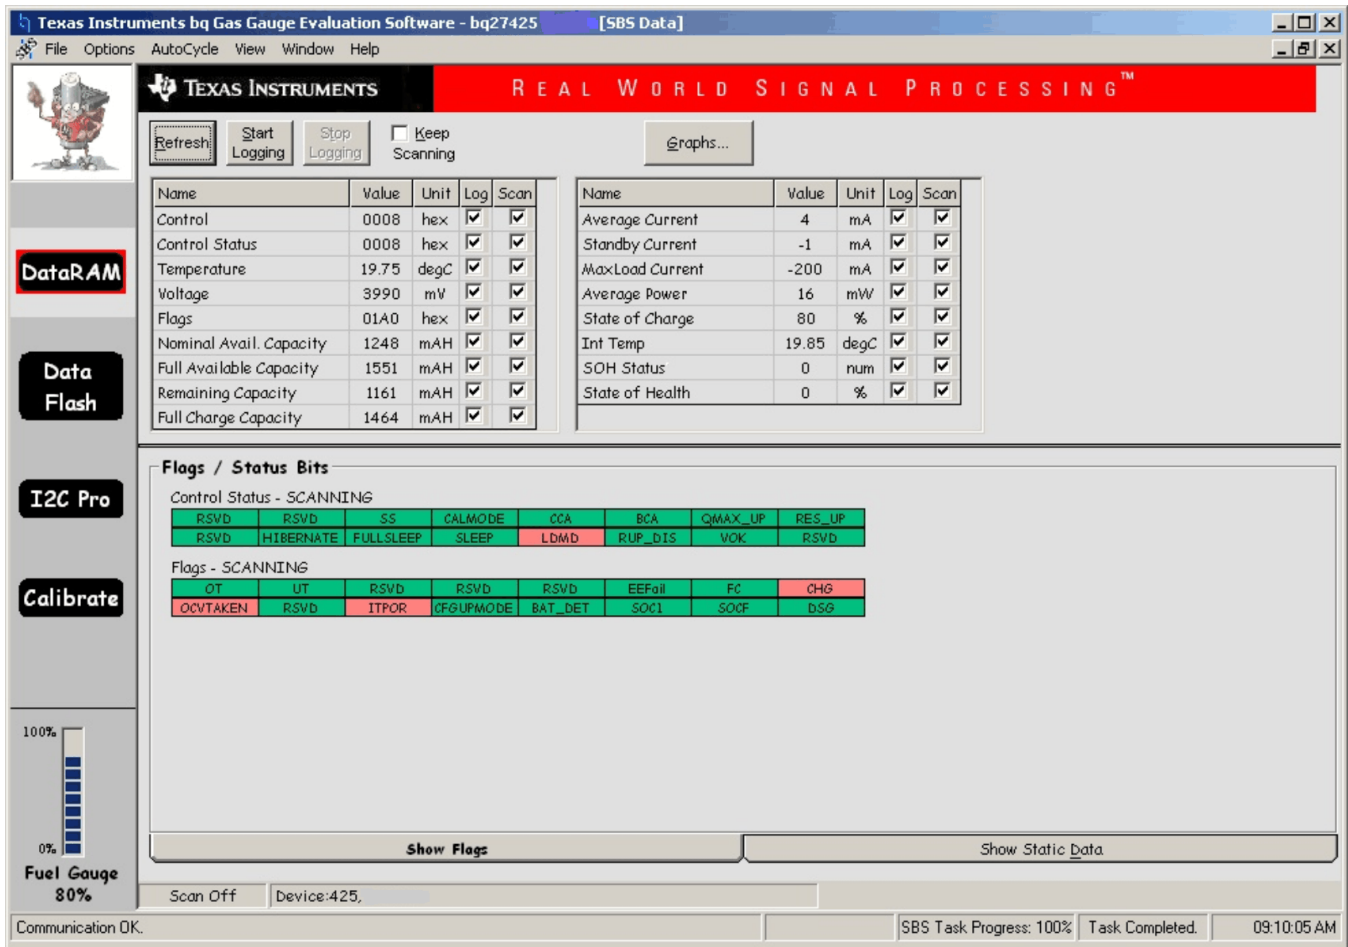 Texas Instruments bq Gas Gauge Evaluation Software - bq27425 [SBS Data]
File Options AutoCycle View Window Help
TEXAS INSTRUMENTS REAL WORLD SIGNAL PROCESSING™
Refresh Start Logging Stop Logging Keep Scanning Graphs...
Name Value Unit Log Scan Name Value Unit Log Scan
Control 0008 hex Average Current 4 mA
Control Status 0008 hex Standby Current -1 mA
DataRAM Temperature 19.75 degC MaxLoad Current -200 mA
Voltage 3990 mV Average Power 16 mW
Flags 01A0 hex State of Charge 80 %
Nominal Avail. Capacity 1248 mAH Int Temp 19.85 degC
Full Available Capacity 1551 mAH SOH Status 0 num
Remaining Capacity 1161 mAH State of Health 0 %
Full Charge Capacity 1464 mAH
Data
Flash
I2C Pro
Calibrate
Flags / Status Bits
Control Status - SCANNING
RSVD RSVD SS CALMODE CCA BCA QMAX_UP RES_UP
RSVD HIBERNATE FULLSLEEP SLEEP LDMD RUP_DIS VOK RSVD
Flags - SCANNING
OT UT RSVD RSVD RSVD EEFail FC CHG
OCVTAKEN RSVD ITPOR CFGUPMODE BAT_DET SOC1 SOCF DSG
100%
0%
Fuel Gauge
80%
Show Flags Show Static Data
Scan Off Device:425,
Communication OK. SBS Task Progress: 100% Task Completed. 09:10:05 AM